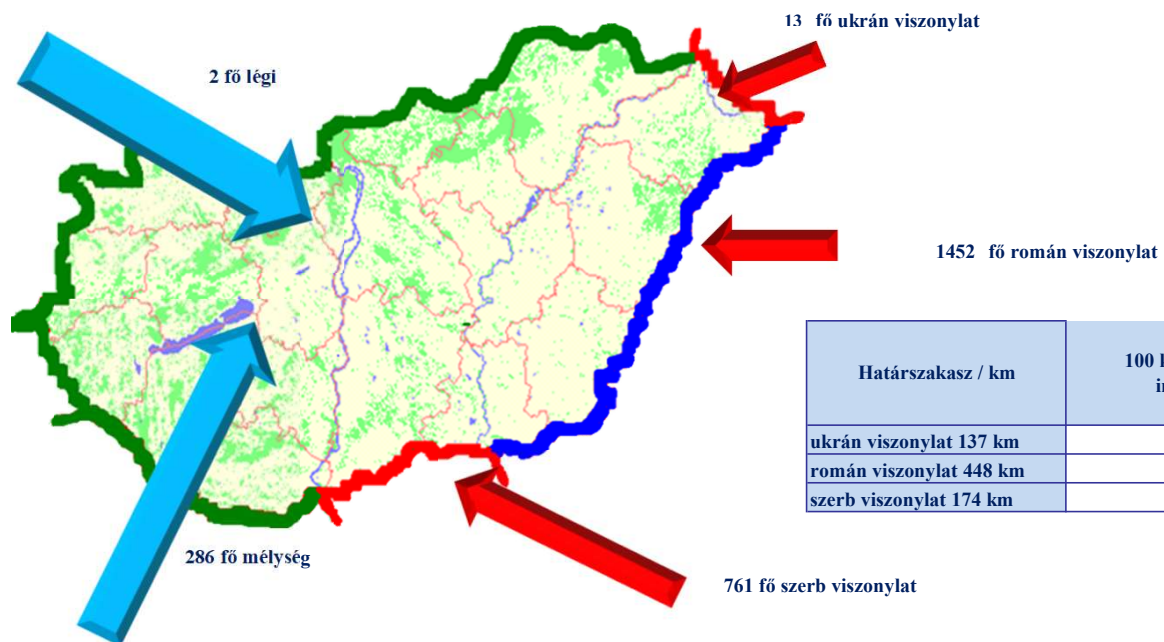 13 fő ukrán viszonylat
2 fő légi
1452 fő román viszonylat
Határszakasz / km
100 k
i
ukrán viszonylat 137 km
román viszonylat 448 km
szerb viszonylat 174 km
286 fő mélység
761 fő szerb viszonylat